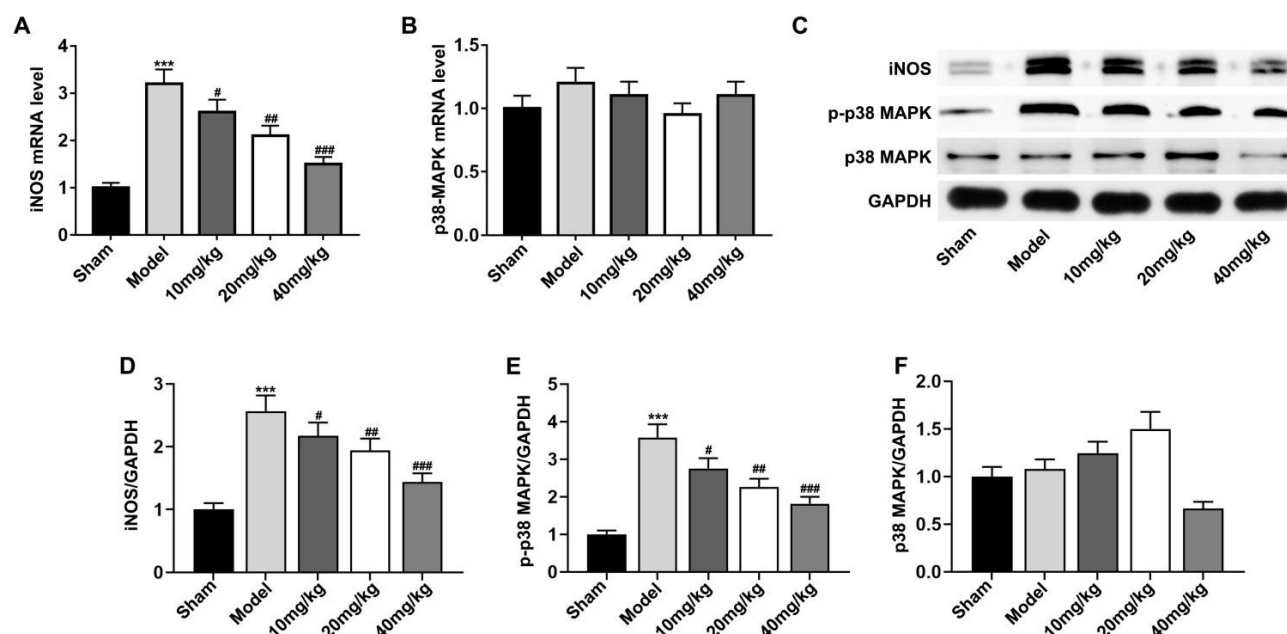 A
iNOS mRNA level
4
3
2
1
0
***
#
##
###
Sham
Model
10mg/kg
20mg/kg
40mg/kg
B
p38-MAPK mRNA level
1.5
1.0
0.5
0.0
Sham
Model
10mg/kg
20mg/kg
40mg/kg
C
iNOS
p-p38 MAPK
p38 MAPK
GAPDH
Sham
Model
10mg/kg
20mg/kg
40mg/kg
D
iNOS/GAPDH
3
2
1
0
***
#
##
###
Sham
Model
10mg/kg
20mg/kg
40mg/kg
E
p-p38 MAPK/GAPDH
5
4
3
2
1
0
***
#
##
###
Sham
Model
10mg/kg
20mg/kg
40mg/kg
F
p38 MAPK/GAPDH
2.0
1.5
1.0
0.5
0.0
Sham
Model
10mg/kg
20mg/kg
40mg/kg